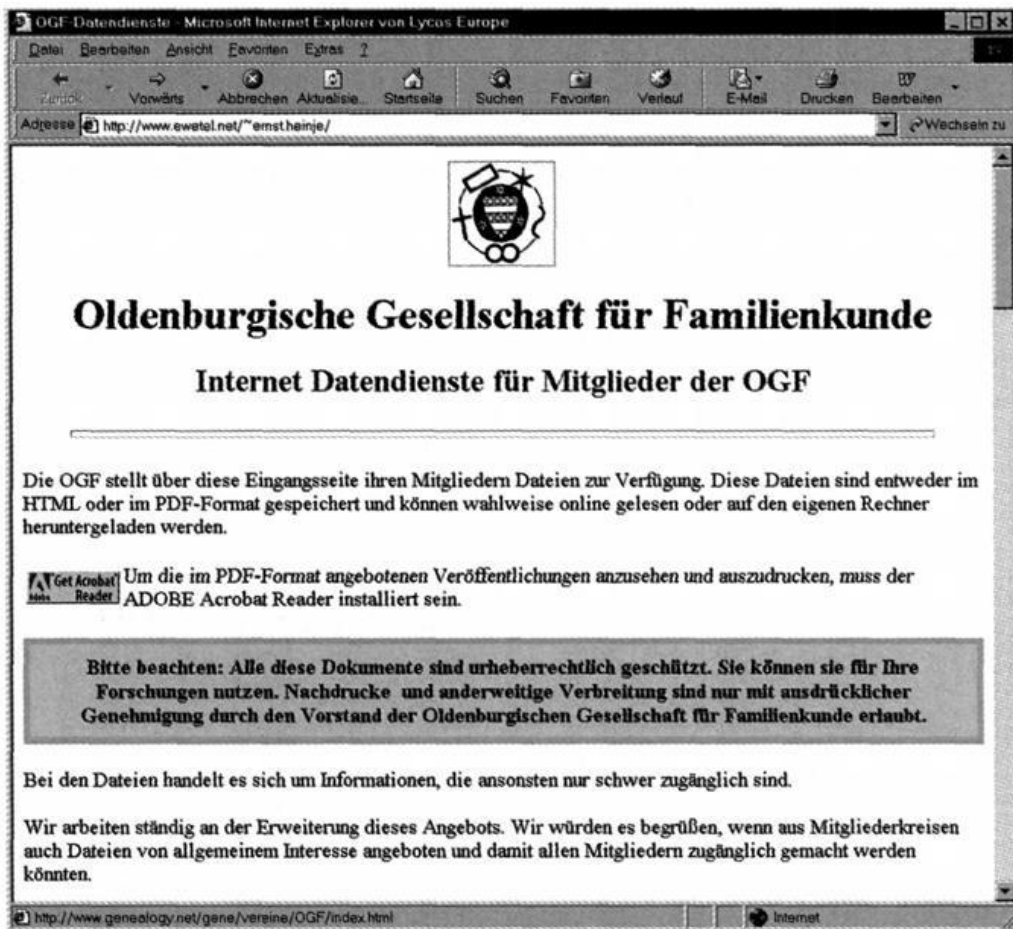 OGF-Datendienste - Microsoft Internet Explorer von Lycos Europe
Datei Bearbeiten Ansicht Favoriten Extras ?
Zurück Vorwärts Abbrechen Aktualisie... Startseite Suchen Favoriten Verlauf E-Mail Drucken Bearbeiten
Adresse http://www.ewetel.net/~ernst.heinje/ Wechseln zu
Oldenburgische Gesellschaft für Familienkunde
Internet Datendienste für Mitglieder der OGF
Die OGF stellt über diese Eingangsseite ihren Mitgliedern Dateien zur Verfügung. Diese Dateien sind entweder im
HTML oder im PDF-Format gespeichert und können wahlweise online gelesen oder auf den eigenen Rechner
heruntergeladen werden.
Get Acrobat
Reader
Adobe
Um die im PDF-Format angebotenen Veröffentlichungen anzusehen und auszudrucken, muss der
ADOBE Acrobat Reader installiert sein.
Bitte beachten: Alle diese Dokumente sind urheberrechtlich geschützt. Sie können sie für Ihre
Forschungen nutzen. Nachdrucke und anderweitige Verbreitung sind nur mit ausdrücklicher
Genehmigung durch den Vorstand der Oldenburgischen Gesellschaft für Familienkunde erlaubt.
Bei den Dateien handelt es sich um Informationen, die ansonsten nur schwer zugänglich sind.
Wir arbeiten ständig an der Erweiterung dieses Angebots. Wir würden es begrüßen, wenn aus Mitgliederkreisen
auch Dateien von allgemeinem Interesse angeboten und damit allen Mitgliedern zugänglich gemacht werden
könnten.
http://www.genealogy.net/gene/vereine/OGF/index.html Internet